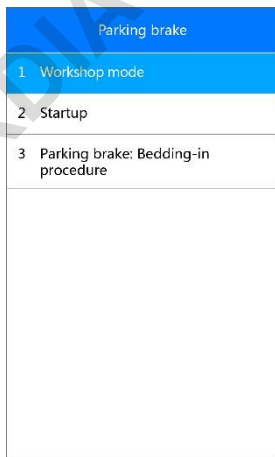 Parking brake
1 Workshop mode
2 Startup
3 Parking brake: Bedding-in
procedure